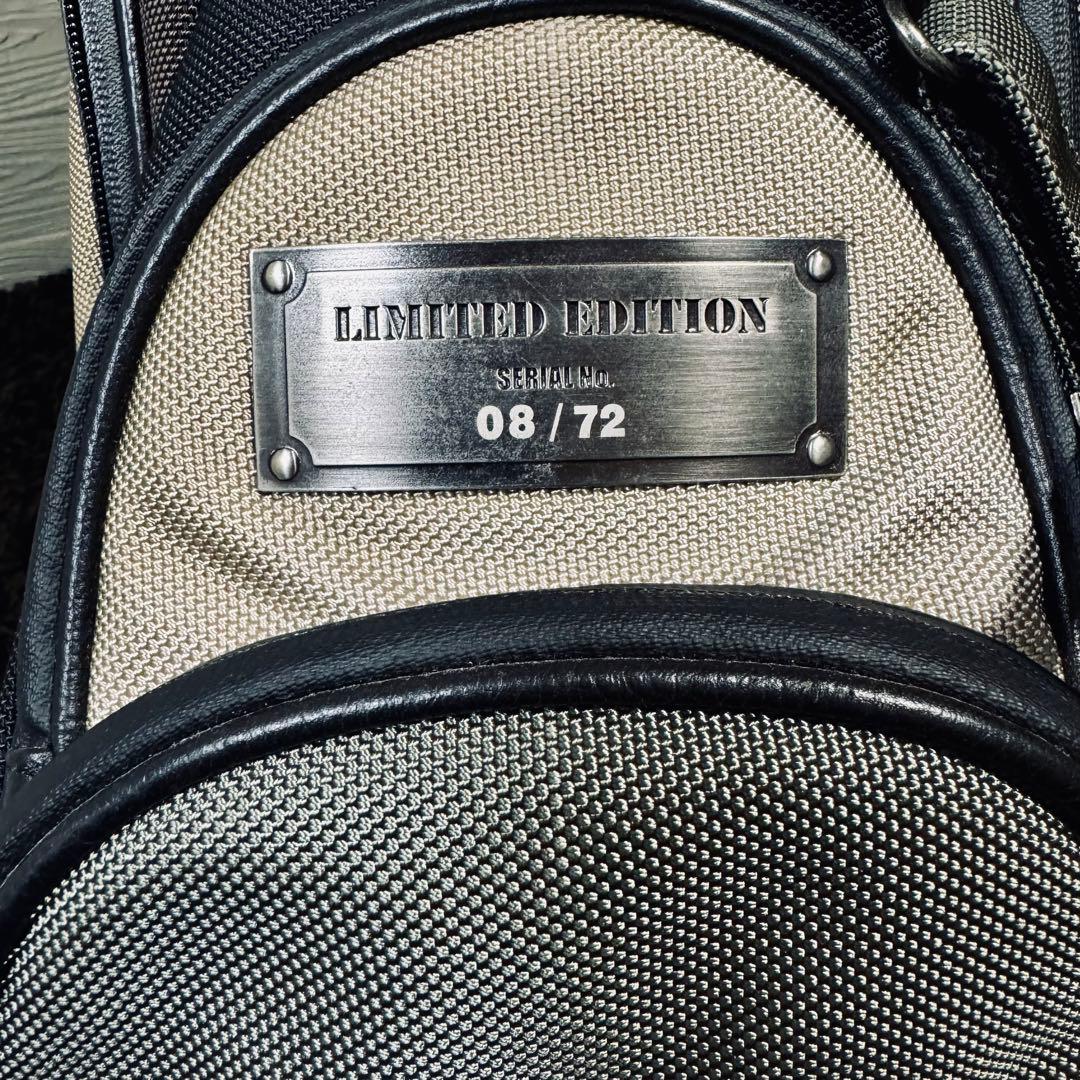 LIMITED EDITION
SERIAL No.
08 / 72